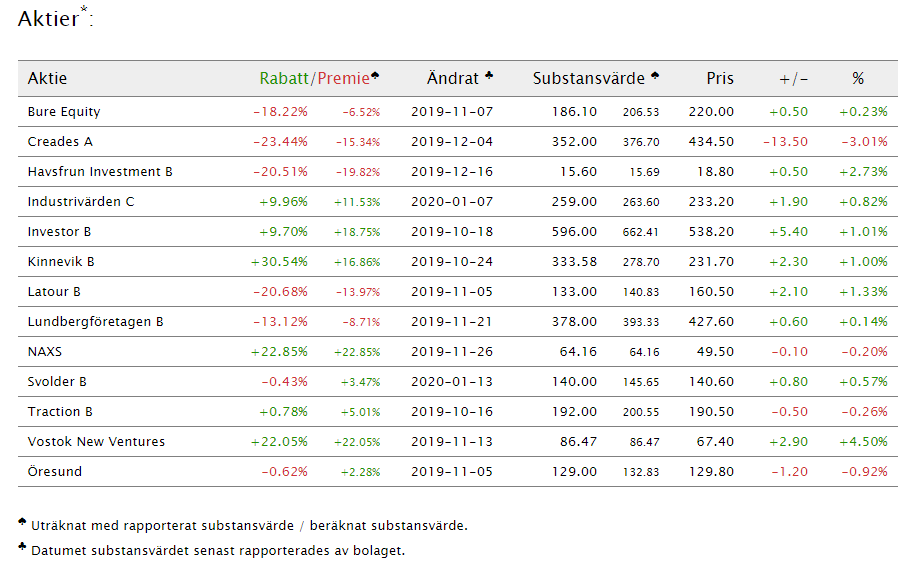 Aktier*:
Aktie Rabatt/Premie♠ Ändrat ♣ Substansvärde ♠ Pris +/- %
Bure Equity -18.22% -6.52% 2019-11-07 186.10 206.53 220.00 +0.50 +0.23%
Creades A -23.44% -15.34% 2019-12-04 352.00 376.70 434.50 -13.50 -3.01%
Havsfrun Investment B -20.51% -19.82% 2019-12-16 15.60 15.69 18.80 +0.50 +2.73%
Industrivärden C +9.96% +11.53% 2020-01-07 259.00 263.60 233.20 +1.90 +0.82%
Investor B +9.70% +18.75% 2019-10-18 596.00 662.41 538.20 +5.40 +1.01%
Kinnevik B +30.54% +16.86% 2019-10-24 333.58 278.70 231.70 +2.30 +1.00%
Latour B -20.68% -13.97% 2019-11-05 133.00 140.83 160.50 +2.10 +1.33%
Lundbergföretagen B -13.12% -8.71% 2019-11-21 378.00 393.33 427.60 +0.60 +0.14%
NAXS +22.85% +22.85% 2019-11-26 64.16 64.16 49.50 -0.10 -0.20%
Svolder B -0.43% +3.47% 2020-01-13 140.00 145.65 140.60 +0.80 +0.57%
Traction B +0.78% +5.01% 2019-10-16 192.00 200.55 190.50 -0.50 -0.26%
Vostok New Ventures +22.05% +22.05% 2019-11-13 86.47 86.47 67.40 +2.90 +4.50%
Öresund -0.62% +2.28% 2019-11-05 129.00 132.83 129.80 -1.20 -0.92%
♠ Uträknat med rapporterat substansvärde / beräknat substansvärde.
♣ Datumet substansvärdet senast rapporterades av bolaget.